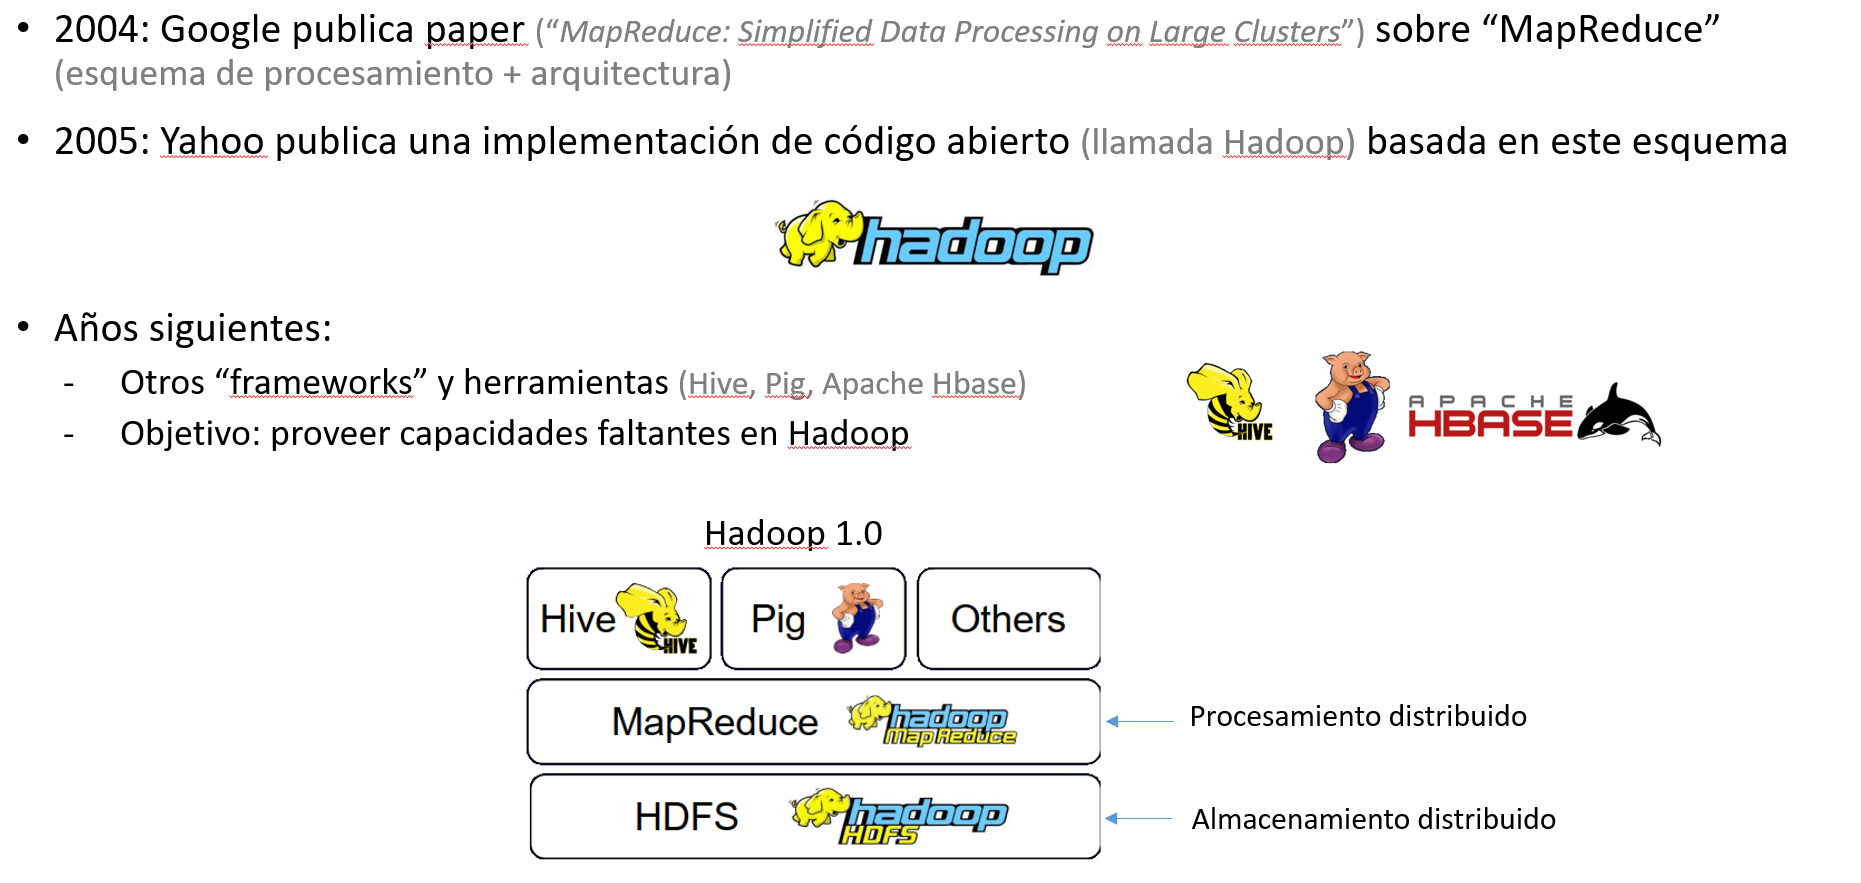 • 2004: Google publica paper (“MapReduce: Simplified Data Processing on Large Clusters”) sobre “MapReduce”
(esquema de procesamiento + arquitectura)
• 2005: Yahoo publica una implementación de código abierto (llamada Hadoop) basada en este esquema
hadoop
• Años siguientes:
- Otros “frameworks” y herramientas (Hive, Pig, Apache Hbase)
- Objetivo: proveer capacidades faltantes en Hadoop
HIVE
APACHE
HBASE
Hadoop 1.0
Hive HIVE
Pig
Others
MapReduce hadoop
Map Reduce
Procesamiento distribuido
HDFS hadoop
HDFS
Almacenamiento distribuido